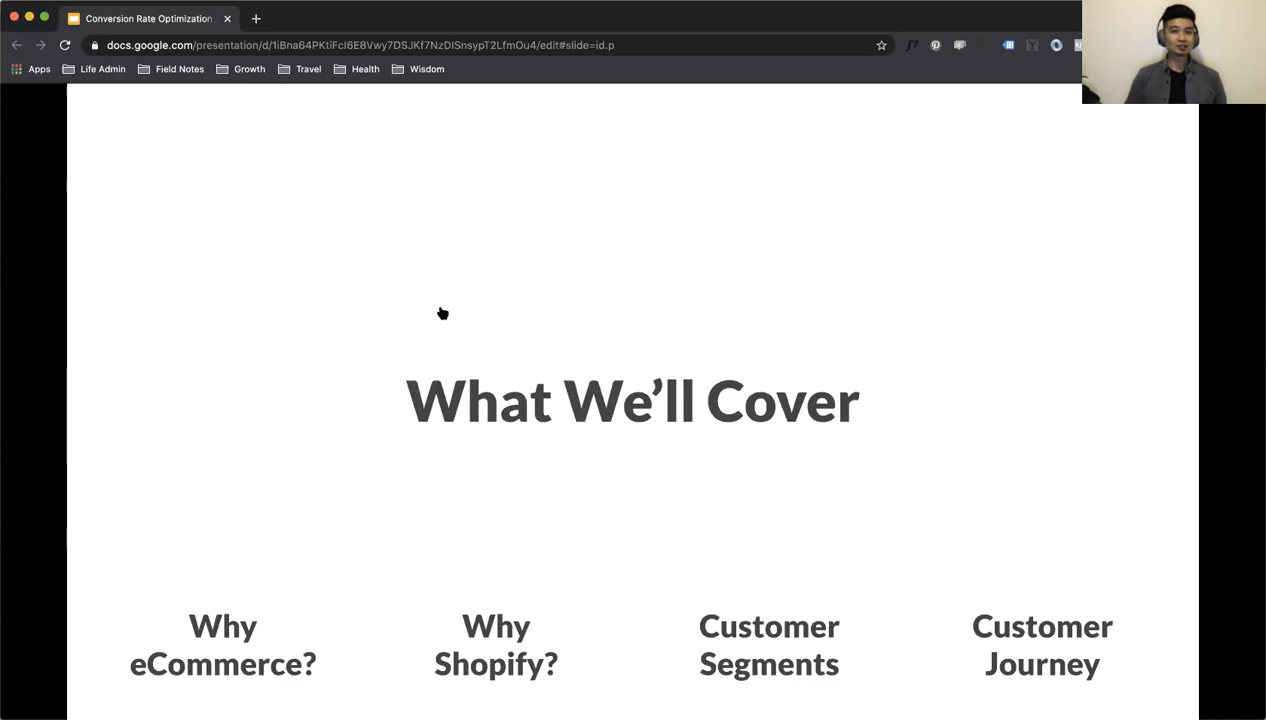 Conversion Rate Optimization
docs.google.com/presentation/d/1iBna64PKtiFcI6E8Vwy7DSJKf7NzDISnsypT2LfmOu4/edit#slide=id.p
Apps Life Admin Field Notes Growth Travel Health Wisdom
What We’ll Cover
Why
eCommerce?
Why
Shopify?
Customer
Segments
Customer
Journey